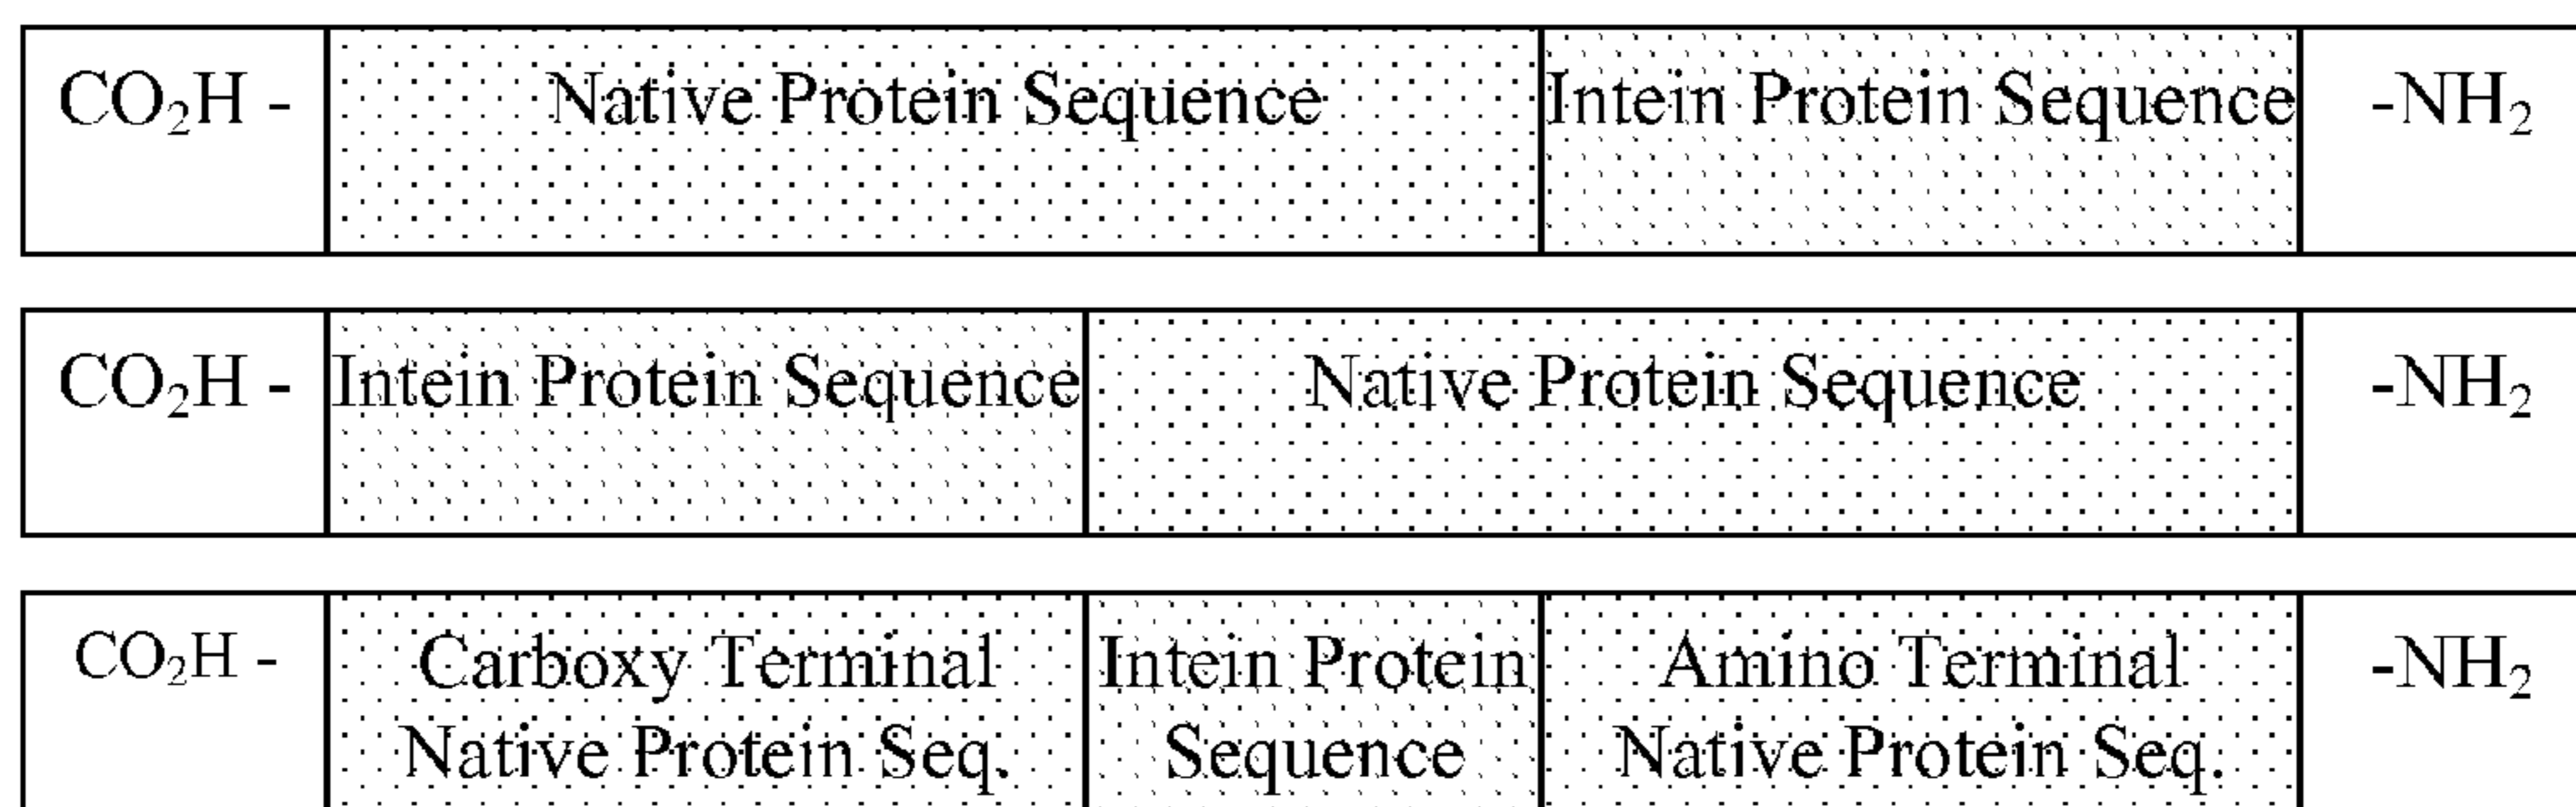 CO₂H - Native Protein Sequence Intein Protein Sequence -NH₂
CO₂H - Intein Protein Sequence Native Protein Sequence -NH₂
CO₂H - Carboxy Terminal Intein Protein Amino Terminal -NH₂
Native Protein Seq. Sequence Native Protein Seq.